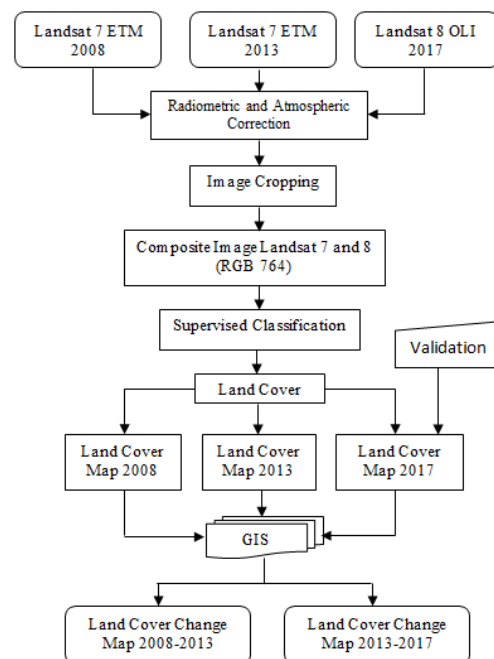 Landsat 7 ETM
2008
Landsat 7 ETM
2013
Landsat 8 OLI
2017
Radiometric and Atmospheric
Correction
Image Cropping
Composite Image Landsat 7 and 8
(RGB 764)
Supervised Classification
Validation
Land Cover
Land Cover
Map 2008
Land Cover
Map 2013
Land Cover
Map 2017
GIS
Land Cover Change
Map 2008-2013
Land Cover Change
Map 2013-2017